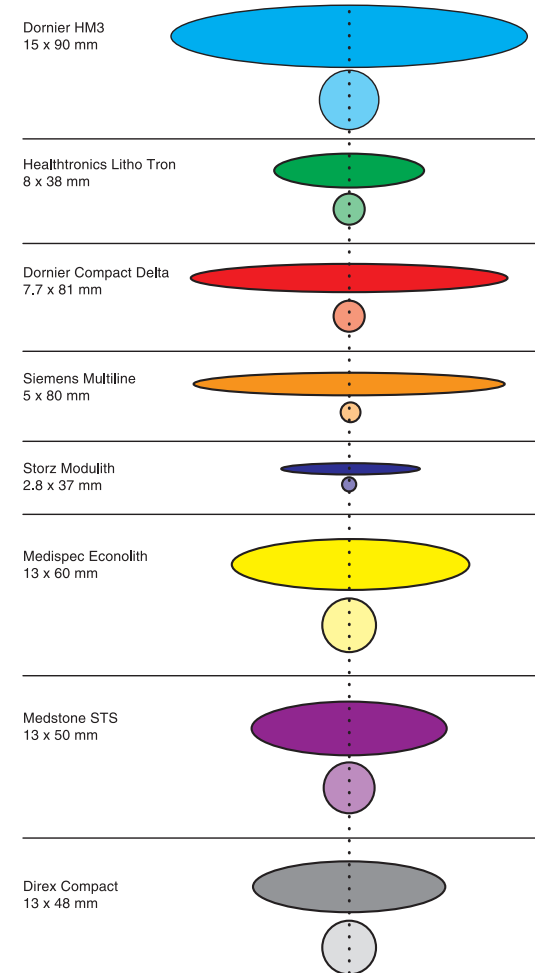 Dornier HM3
15 x 90 mm
Healthtronics Litho Tron
8 x 38 mm
Dornier Compact Delta
7.7 x 81 mm
Siemens Multiline
5 x 80 mm
Storz Modulith
2.8 x 37 mm
Medispec Econolith
13 x 60 mm
Medstone STS
13 x 50 mm
Direx Compact
13 x 48 mm